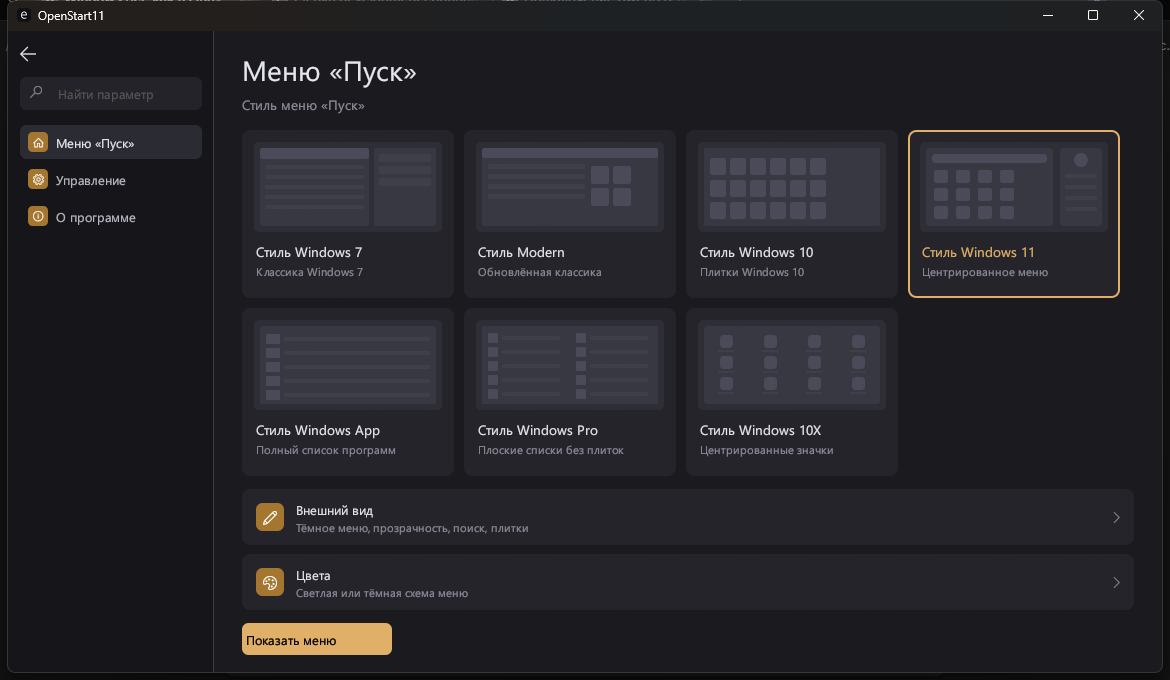 OpenStart11
Найти параметр
Меню «Пуск»
Управление
О программе
Меню «Пуск»
Стиль меню «Пуск»
Стиль Windows 7
Классика Windows 7
Стиль Modern
Обновлённая классика
Стиль Windows 10
Плитки Windows 10
Стиль Windows 11
Центрированное меню
Стиль Windows App
Полный список программ
Стиль Windows Pro
Плоские списки без плиток
Стиль Windows 10X
Центрированные значки
Внешний вид
Тёмное меню, прозрачность, поиск, плитки
Цвета
Светлая или тёмная схема меню
Показать меню